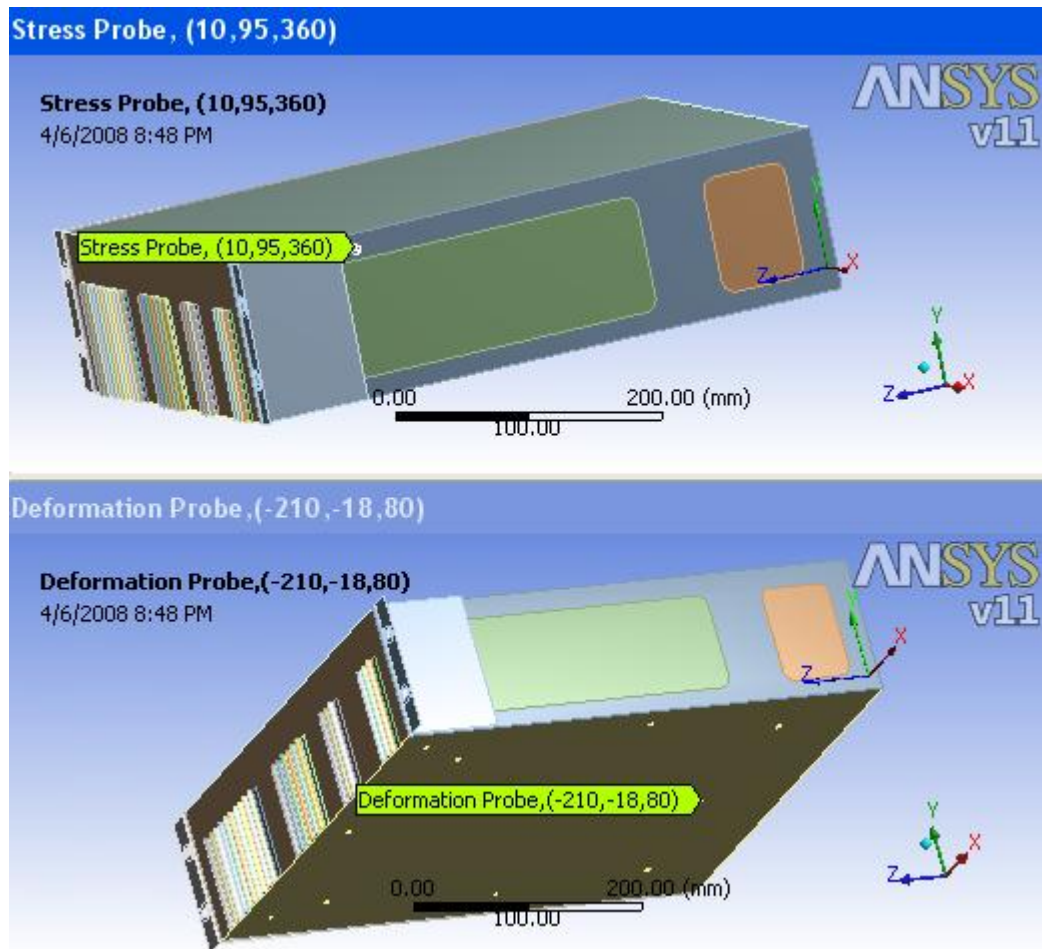 Stress Probe, (10,95,360)
ANSYS
v11
Stress Probe, (10,95,360)
4/6/2008 8:48 PM
Stress Probe, (10,95,360)
Y
Z
X
0.00
200.00 (mm)
100.00
Y
Z
X
Deformation Probe,(-210,-18,80)
ANSYS
v11
Deformation Probe,(-210,-18,80)
4/6/2008 8:48 PM
Y
X
Z
Deformation Probe,(-210,-18,80)
0.00
200.00 (mm)
100.00
Y
X
Z